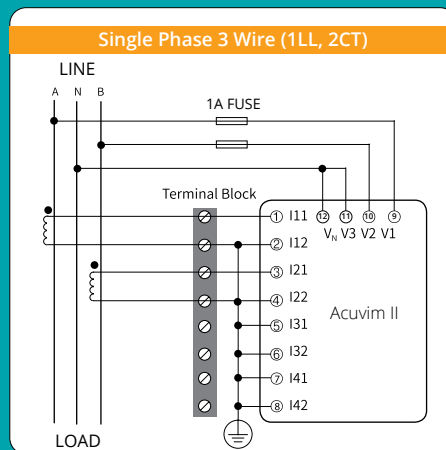 Single Phase 3 Wire (1LL, 2CT)
LINE
A N B
1A FUSE
Terminal Block
1 I11
12 11 10 9
VN V3 V2 V1
2 I12
3 I21
4 I22
Acuvim II
5 I31
6 I32
7 I41
8 I42
LOAD